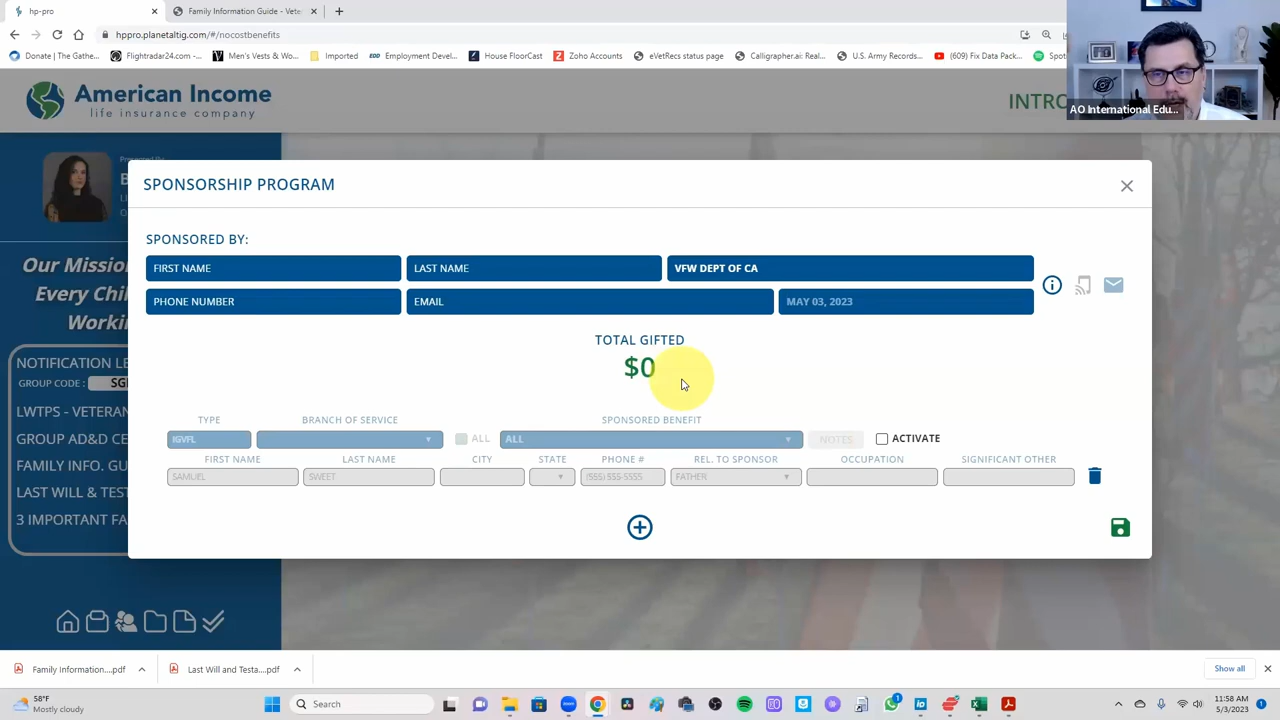 hp-pro
Family Information Guide - Vete
hppro.planetaltig.com/#/nocostbenefits
Donate | The Gathe...
Flightradar24.com -...
Men's Vests & Wo...
Imported
EDD Employment Devel...
House FloorCast
Zoho Accounts
eVetRecs status page
Calligrapher.ai: Real...
U.S. Army Records...
(609) Fix Data Pack...
AO International Edu...
American Income
life insurance company
INTRO
Presented By
Our Mission
Every Chil
Workin
NOTIFICATION LE
GROUP CODE :
LWTPS - VETERAN
GROUP AD&D CE
FAMILY INFO. GU
LAST WILL & TEST
3 IMPORTANT FA
SPONSORSHIP PROGRAM
SPONSORED BY:
FIRST NAME
LAST NAME
VFW DEPT OF CA
PHONE NUMBER
EMAIL
MAY 03, 2023
TOTAL GIFTED
$0
TYPE
BRANCH OF SERVICE
SPONSORED BENEFIT
IGVFL
ALL
ALL
NOTES
ACTIVATE
FIRST NAME
LAST NAME
CITY
STATE
PHONE #
REL. TO SPONSOR
OCCUPATION
SIGNIFICANT OTHER
SAMUEL
SWEET
(555) 555-5555
FATHER
Family Information....pdf
Last Will and Testa....pdf
Show all
58°F
Mostly cloudy
Search
1
11:58 AM
5/3/2023